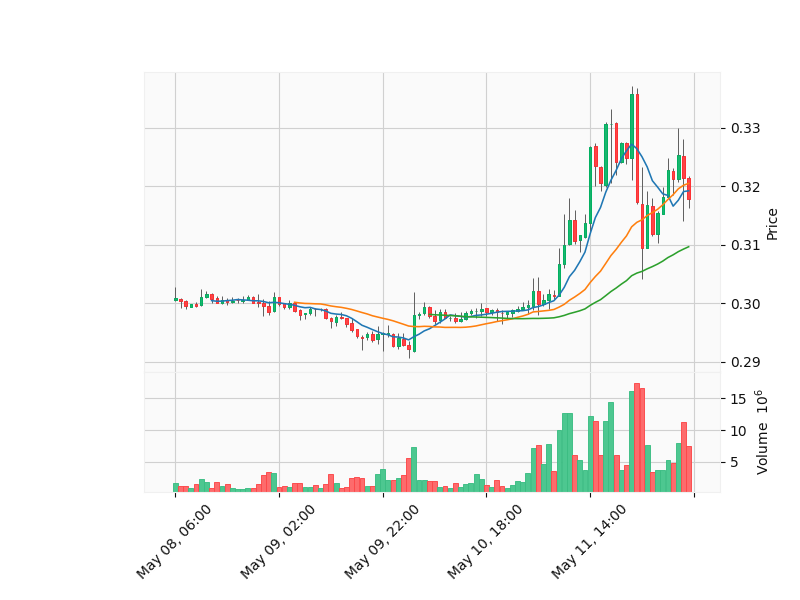 0.33
0.32
0.31
0.30
0.29
Price
15
10
5
Volume 10^6
May 08, 06:00
May 09, 02:00
May 09, 22:00
May 10, 18:00
May 11, 14:00